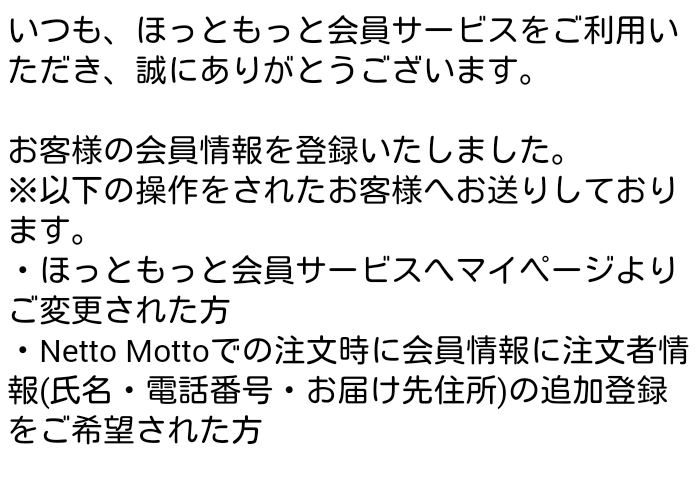 いつも、ほっともっと会員サービスをご利用い
ただき、誠にありがとうございます。
お客様の会員情報を登録いたしました。
※以下の操作をされたお客様へお送りしており
ます。
・ほっともっと会員サービスへマイページより
ご変更された方
・Netto Mottoでの注文時に会員情報に注文者情
報(氏名・電話番号・お届け先住所)の追加登録
をご希望された方